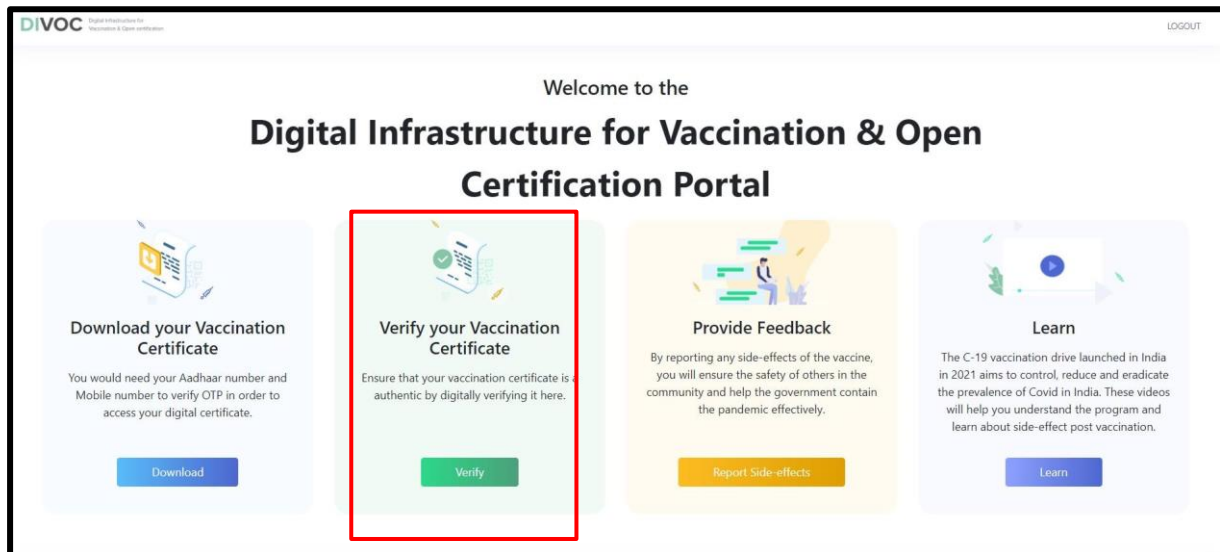 DIVOC
Digital Infrastructure for
Vaccination & Open certification
LOGOUT
Welcome to the
Digital Infrastructure for Vaccination & Open
Certification Portal
Download your Vaccination
Certificate
You would need your Aadhaar number and
Mobile number to verify OTP in order to
access your digital certificate.
Download
Verify your Vaccination
Certificate
Ensure that your vaccination certificate is a
authentic by digitally verifying it here.
Verify
Provide Feedback
By reporting any side-effects of the vaccine,
you will ensure the safety of others in the
community and help the government contain
the pandemic effectively.
Report Side-effects
Learn
The C-19 vaccination drive launched in India
in 2021 aims to control, reduce and eradicate
the prevalence of Covid in India. These videos
will help you understand the program and
learn about side-effect post vaccination.
Learn